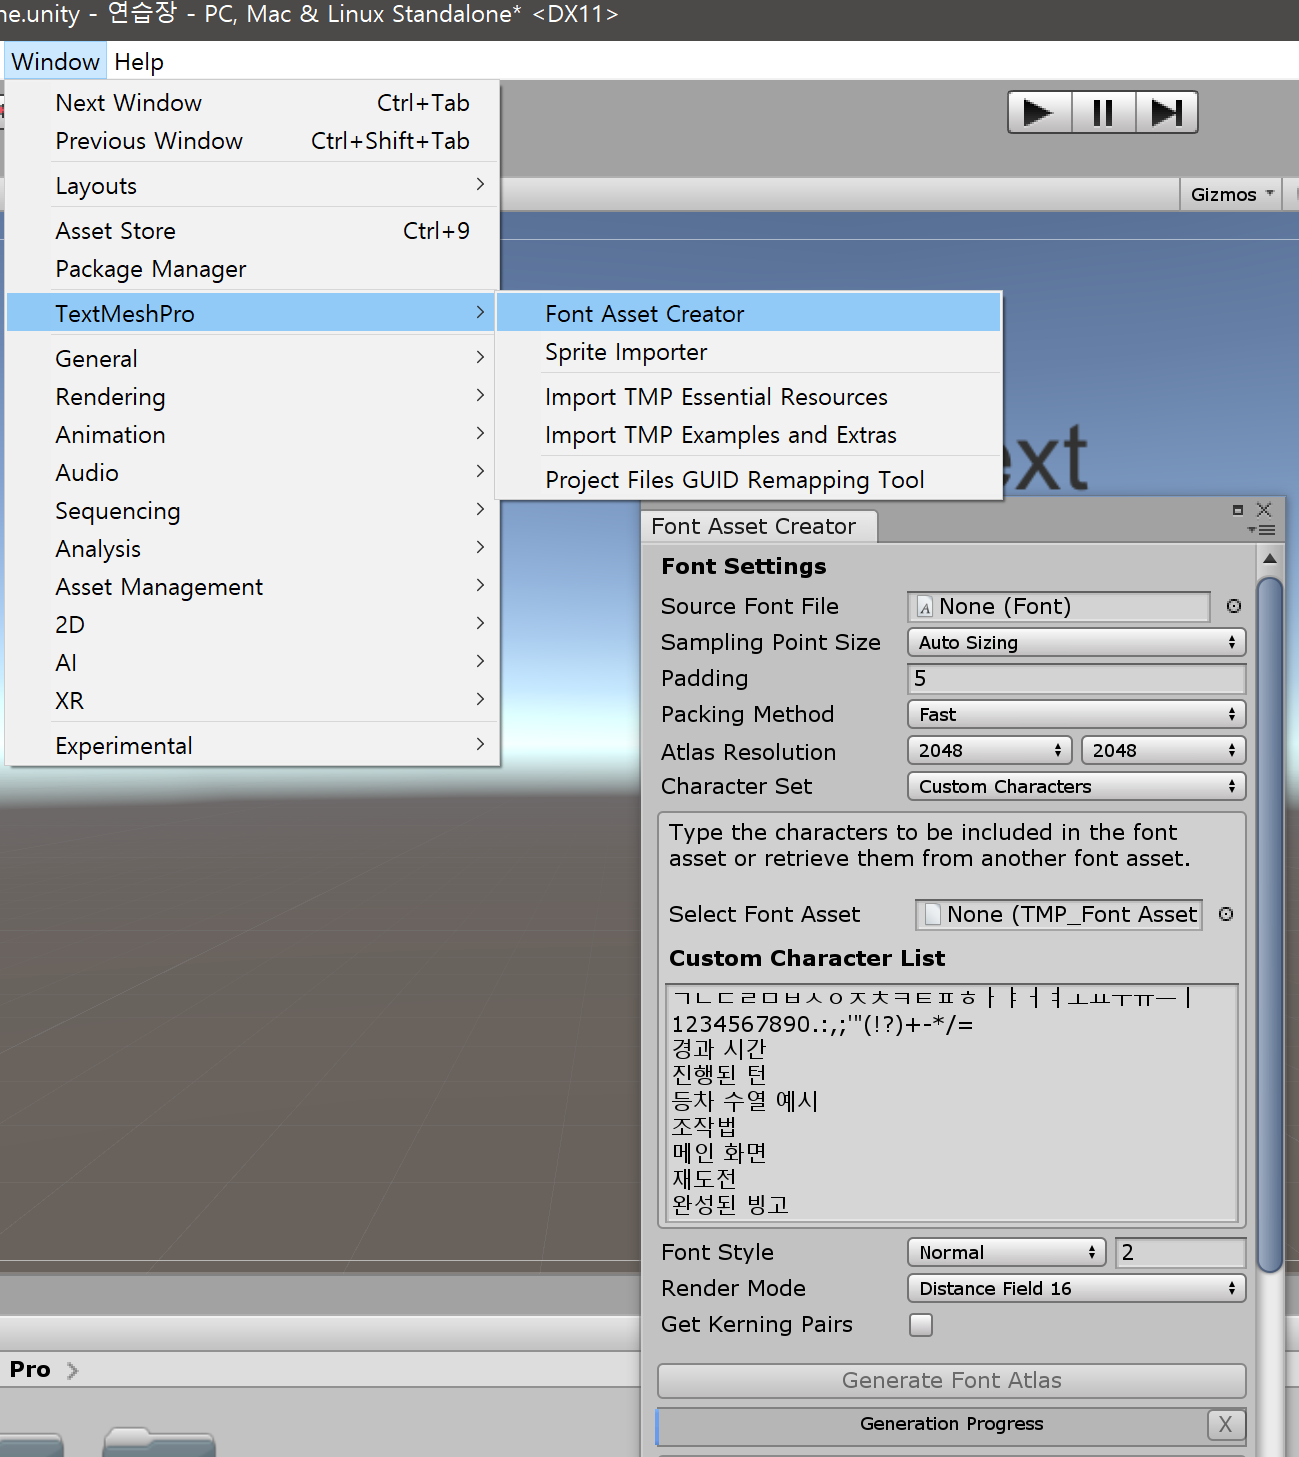 ne.unity - 연습장 - PC, Mac & Linux Standalone* <DX11>
Window Help
Next Window Ctrl+Tab
Previous Window Ctrl+Shift+Tab
Layouts
Asset Store Ctrl+9
Package Manager
TextMeshPro
General
Rendering
Animation
Audio
Sequencing
Analysis
Asset Management
2D
AI
XR
Experimental
Font Asset Creator
Sprite Importer
Import TMP Essential Resources
Import TMP Examples and Extras
Project Files GUID Remapping Tool
Gizmos
ext
Font Asset Creator
Font Settings
Source Font File None (Font)
Sampling Point Size Auto Sizing
Padding 5
Packing Method Fast
Atlas Resolution 2048 2048
Character Set Custom Characters
Type the characters to be included in the font
asset or retrieve them from another font asset.
Select Font Asset None (TMP_Font Asset
Custom Character List
ㄱㄴㄷㄹㅁㅂㅅㅇㅈㅊㅋㅌㅍㅎㅏㅑㅓㅕㅗㅛㅜㅠㅡㅣ
1234567890.:,;'"(!?)+-*/=
경과 시간
진행된 턴
등차 수열 예시
조작법
메인 화면
재도전
완성된 빙고
Font Style Normal 2
Render Mode Distance Field 16
Get Kerning Pairs
Generate Font Atlas
Generation Progress X
Pro